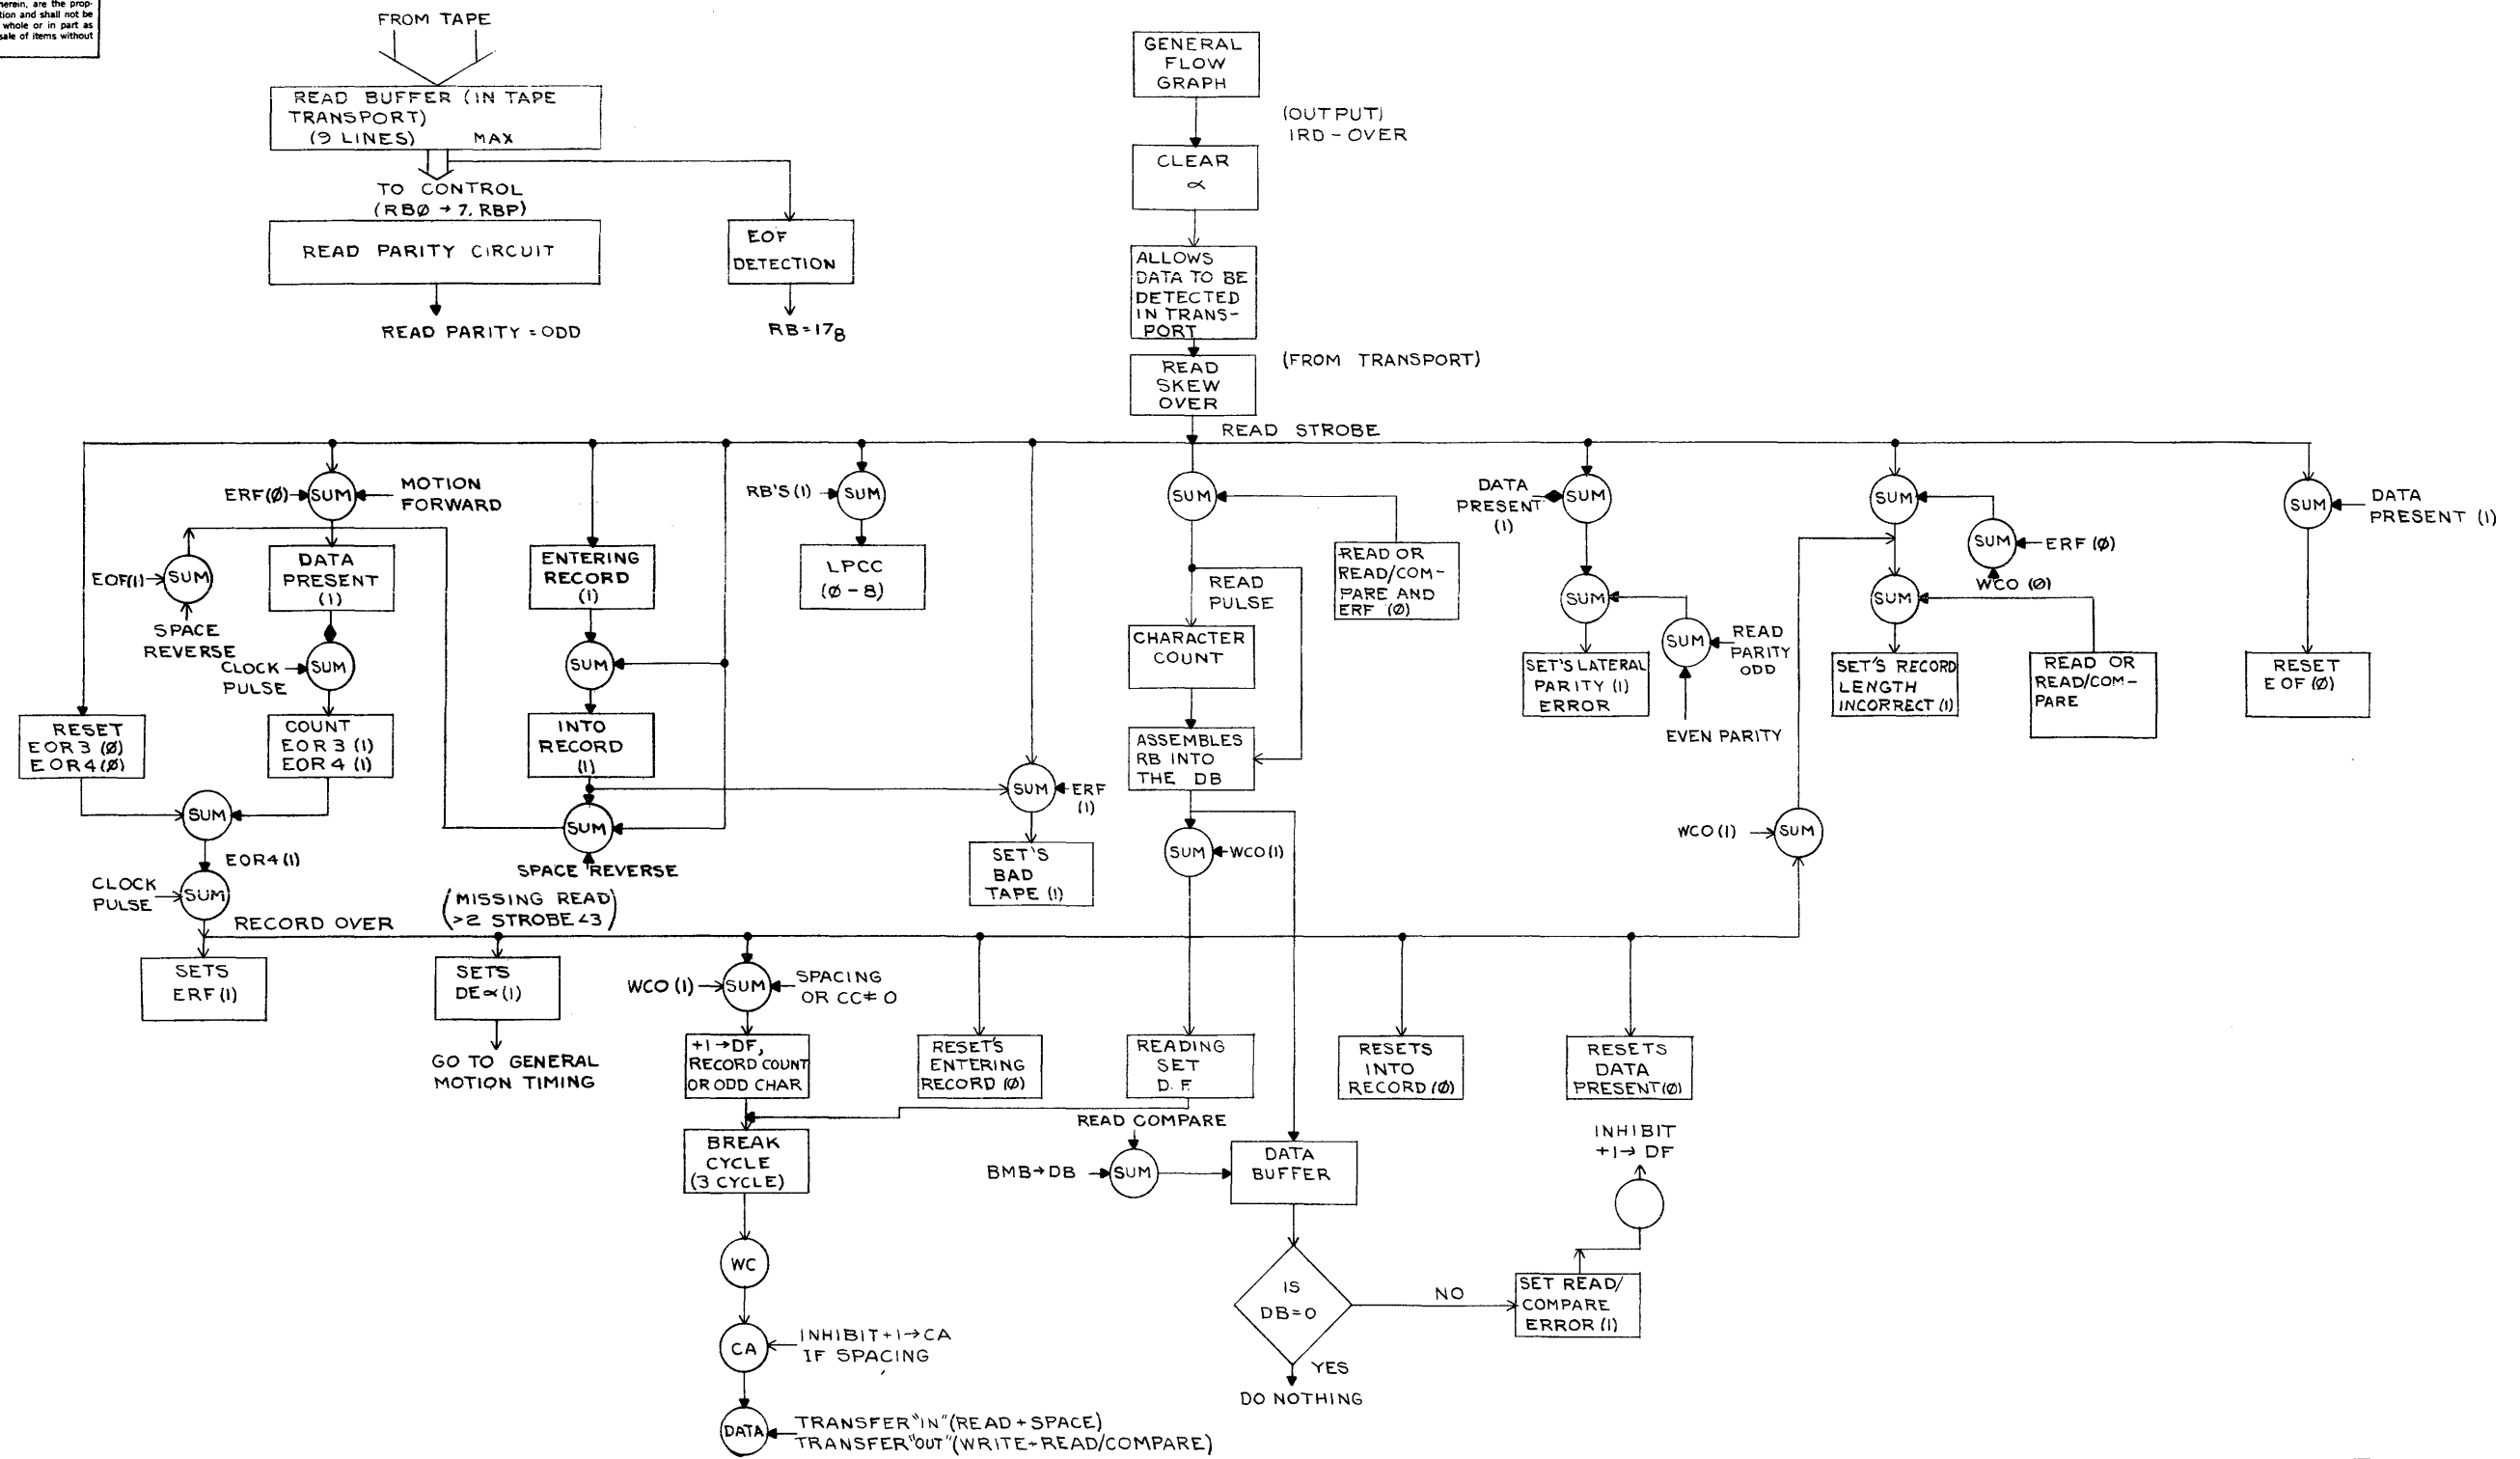 herein, are the prop-
tion and shall not be
whole or in part as
sale of items without
FROM TAPE
READ BUFFER (IN TAPE
TRANSPORT)
(9 LINES) MAX
TO CONTROL
(RBØ → 7, RBP)
READ PARITY CIRCUIT
READ PARITY = ODD
EOF
DETECTION
RB=17₈
GENERAL
FLOW
GRAPH
(OUTPUT)
IRD-OVER
CLEAR
∝
ALLOWS
DATA TO BE
DETECTED
IN TRANS-
PORT
READ
SKEW
OVER
(FROM TRANSPORT)
READ STROBE
ERF(Ø)
SUM
MOTION
FORWARD
EOF(1)
SUM
SPACE
REVERSE
DATA
PRESENT
(1)
CLOCK
PULSE
SUM
RESET
EOR3 (Ø)
EOR4(Ø)
COUNT
EOR3 (1)
EOR4 (1)
SUM
EOR4(1)
CLOCK
PULSE
SUM
ENTERING
RECORD
(1)
SUM
INTO
RECORD
(1)
SUM
SPACE REVERSE
(MISSING READ)
(>2 STROBE <3)
RB'S (1)
SUM
LPCC
(Ø-8)
SUM
ERF
(1)
SET'S
BAD
TAPE (1)
SUM
READ
PULSE
READ OR
READ/COM-
PARE AND
ERF (Ø)
CHARACTER
COUNT
ASSEMBLES
RB INTO
THE DB
SUM
WCO(1)
DATA
PRESENT
(1)
SUM
SUM
SUM
READ
PARITY
ODD
EVEN PARITY
SET'S LATERAL
PARITY (1)
ERROR
SUM
SUM
ERF (Ø)
WCO (Ø)
SUM
SET'S RECORD
LENGTH
INCORRECT (1)
READ OR
READ/COM-
PARE
WCO(1)
SUM
SUM
DATA
PRESENT (1)
RESET
EOF(Ø)
RECORD OVER
SETS
ERF(1)
SETS
DE∝(1)
GO TO GENERAL
MOTION TIMING
WCO (1)
SUM
SPACING
OR CC≠0
+1→DF,
RECORD COUNT
OR ODD CHAR
RESET'S
ENTERING
RECORD (Ø)
READING
SET
D.F.
RESETS
INTO
RECORD(Ø)
RESETS
DATA
PRESENT(Ø)
BREAK
CYCLE
(3 CYCLE)
READ COMPARE
BMB→DB
SUM
DATA
BUFFER
INHIBIT
+1→ DF
WC
CA
INHIBIT+1→CA
IF SPACING
DATA
TRANSFER"IN"(READ+SPACE)
TRANSFER"OUT"(WRITE+READ/COMPARE)
IS
DB=0
NO
SET READ/
COMPARE
ERROR(1)
YES
DO NOTHING